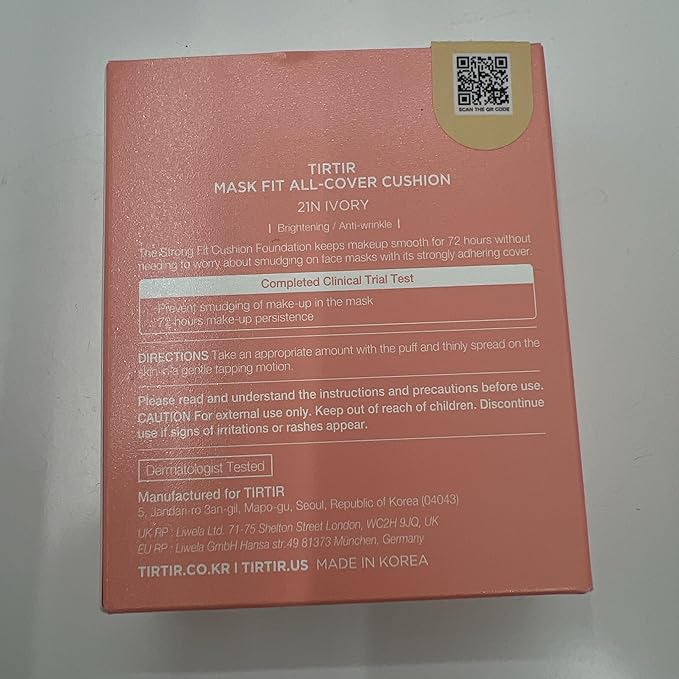 SCAN THE QR CODE
TIRTIR
MASK FIT ALL-COVER CUSHION
21N IVORY
| Brightening / Anti-wrinkle |
The Strong Fit Cushion Foundation keeps makeup smooth for 72 hours without
needing to worry about smudging on face masks with its strongly adhering cover.
Completed Clinical Trial Test
· Prevent smudging of make-up in the mask
· 72 hours make-up persistence
DIRECTIONS Take an appropriate amount with the puff and thinly spread on the
skin in a gentle tapping motion.
Please read and understand the instructions and precautions before use.
CAUTION For external use only. Keep out of reach of children. Discontinue
use if signs of irritations or rashes appear.
Dermatologist Tested
Manufactured for TIRTIR
5, Jandari-ro 3an-gil, Mapo-gu, Seoul, Republic of Korea (04043)
UK RP : Liwela Ltd. 71-75 Shelton Street London, WC2H 9JQ, UK
EU RP : Liwela GmbH Hansa str.49 81373 München, Germany
TIRTIR.CO.KR | TIRTIR.US MADE IN KOREA